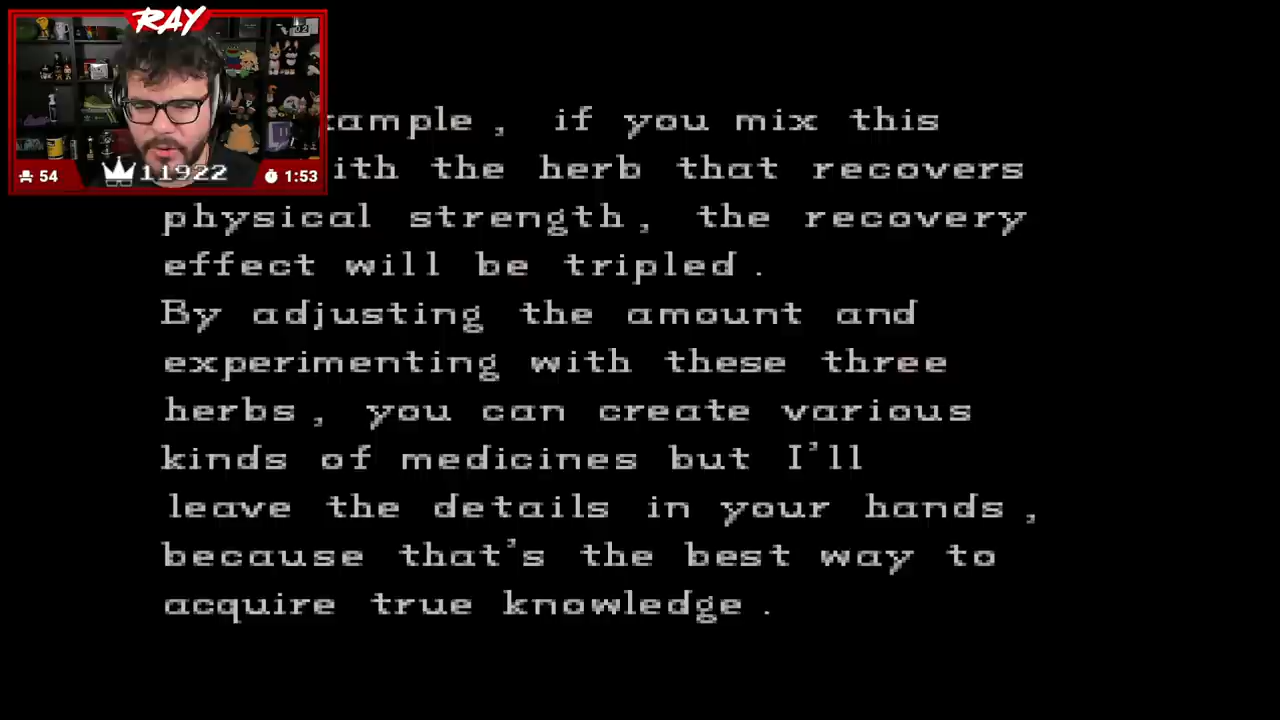 RAY
54
11922
1:53
ample, if you mix this
ith the herb that recovers
physical strength, the recovery
effect will be tripled.
By adjusting the amount and
experimenting with these three
herbs, you can create various
kinds of medicines but I'll
leave the details in your hands,
because that's the best way to
acquire true knowledge.